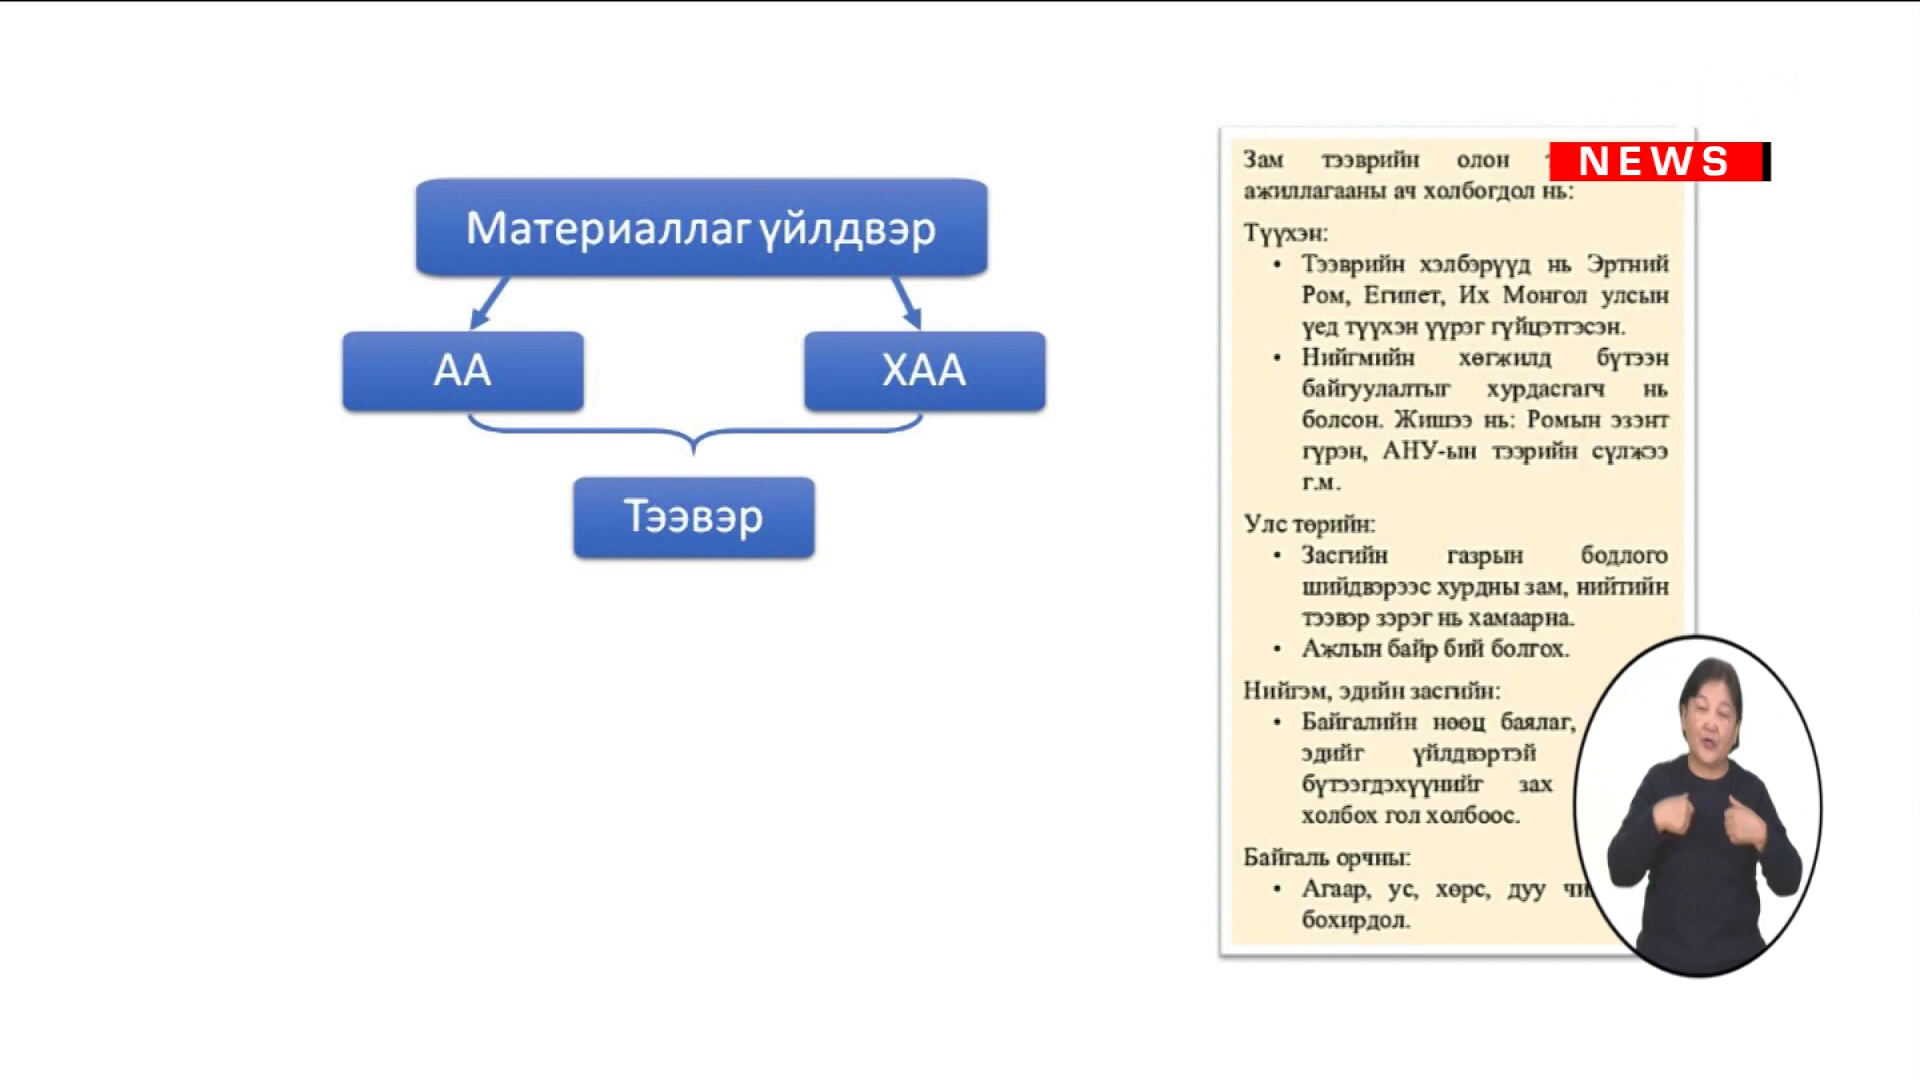 Материаллаг үйлдвэр
АА
ХАА
Тээвэр
NEWS
Зам тээврийн олон
ажиллагааны ач холбогдол нь:
Түүхэн:
• Тээврийн хэлбэрүүд нь Эртний
Ром, Египет, Их Монгол улсын
үед түүхэн үүрэг гүйцэтгэсэн.
• Нийгмийн хөгжилд бүтээн
байгуулалтыг хурдасгагч нь
болсон. Жишээ нь: Ромын эзэнт
гүрэн, АНУ-ын тээрийн сүлжээ
г.м.
Улс төрийн:
• Засгийн газрын бодлого
шийдвэрээс хурдны зам, нийтийн
тээвэр зэрэг нь хамаарна.
• Ажлын байр бий болгох.
Нийгэм, эдийн засгийн:
• Байгалийн нөөц баялаг,
эдийг үйлдвэртэй
бүтээгдэхүүнийг зах
холбох гол холбоос.
Байгаль орчны:
• Агаар, ус, хөрс, дуу
бохирдол.